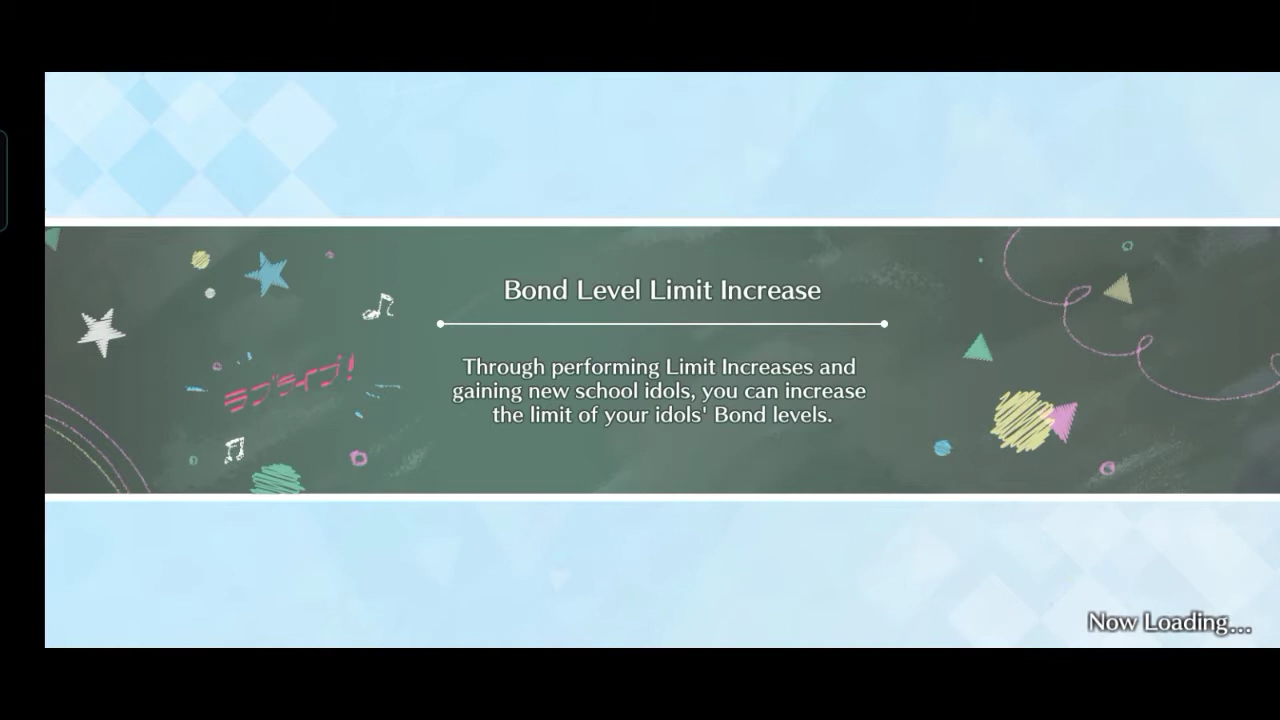 Bond Level Limit Increase
Through performing Limit Increases and
gaining new school idols, you can increase
the limit of your idols' Bond levels.
ラブライブ!
Now Loading...